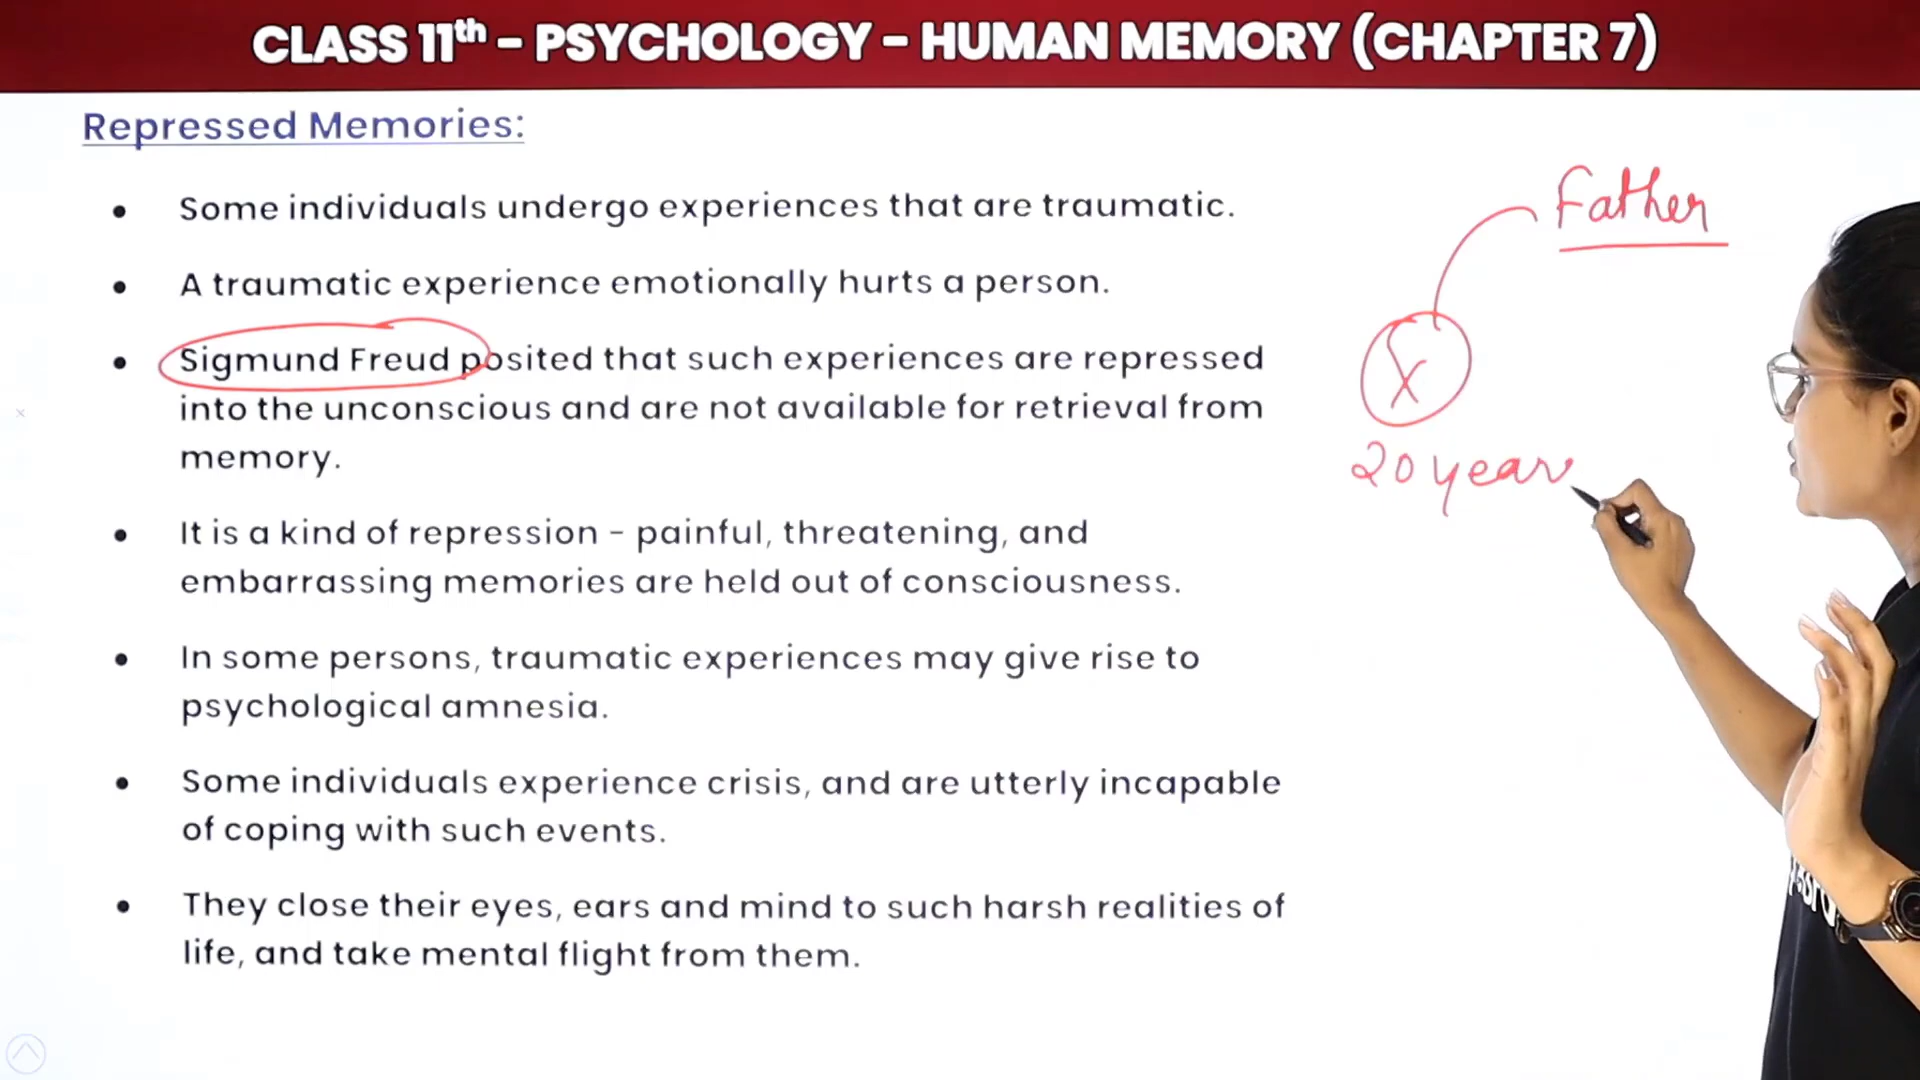 CLASS 11th – PSYCHOLOGY – HUMAN MEMORY (CHAPTER 7)
Repressed Memories:
• Some individuals undergo experiences that are traumatic.
• A traumatic experience emotionally hurts a person.
• Sigmund Freud posited that such experiences are repressed
into the unconscious and are not available for retrieval from
memory.
• It is a kind of repression – painful, threatening, and
embarrassing memories are held out of consciousness.
• In some persons, traumatic experiences may give rise to
psychological amnesia.
• Some individuals experience crisis, and are utterly incapable
of coping with such events.
• They close their eyes, ears and mind to such harsh realities of
life, and take mental flight from them.
Father
X
20 year